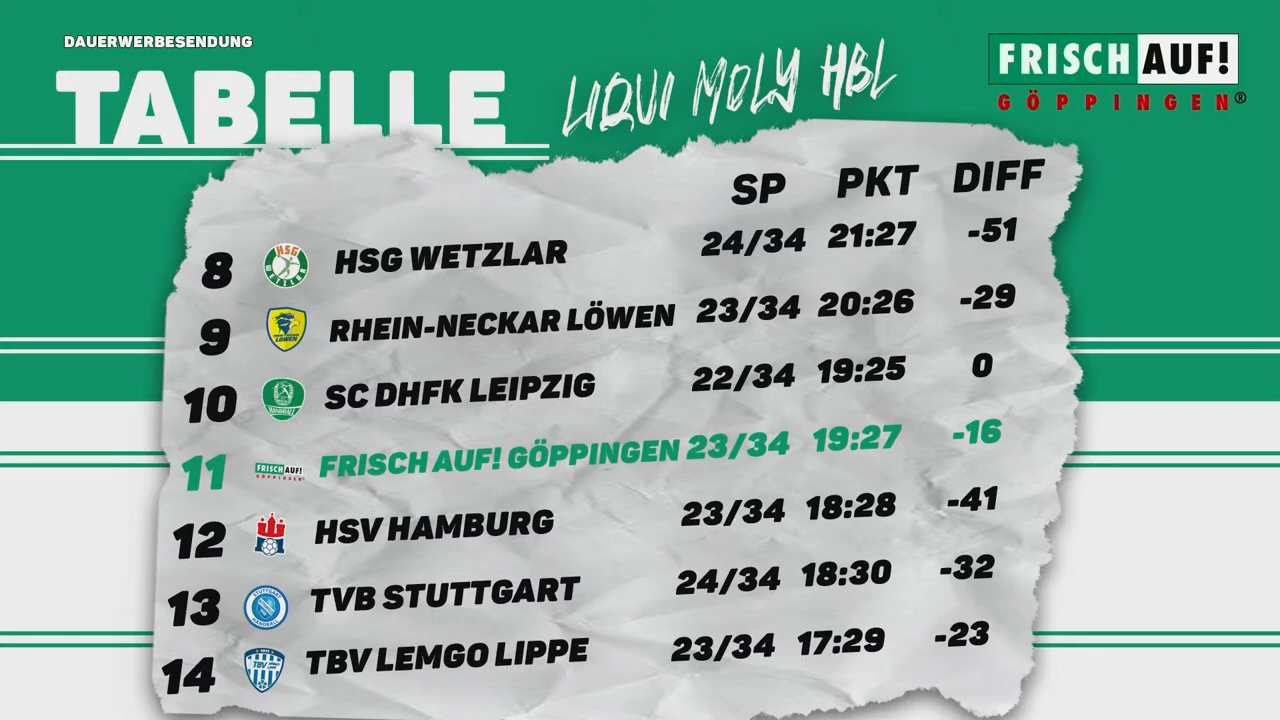 DAUERWERBESENDUNG
TABELLE LIQUI MOLY HBL
FRISCH AUF!
GÖPPINGEN®
SP PKT DIFF
8 HSG WETZLAR 24/34 21:27 -51
9 RHEIN-NECKAR LÖWEN 23/34 20:26 -29
10 SC DHFK LEIPZIG 22/34 19:25 0
11 FRISCH AUF! GÖPPINGEN 23/34 19:27 -16
12 HSV HAMBURG 23/34 18:28 -41
13 TVB STUTTGART 24/34 18:30 -32
14 TBV LEMGO LIPPE 23/34 17:29 -23